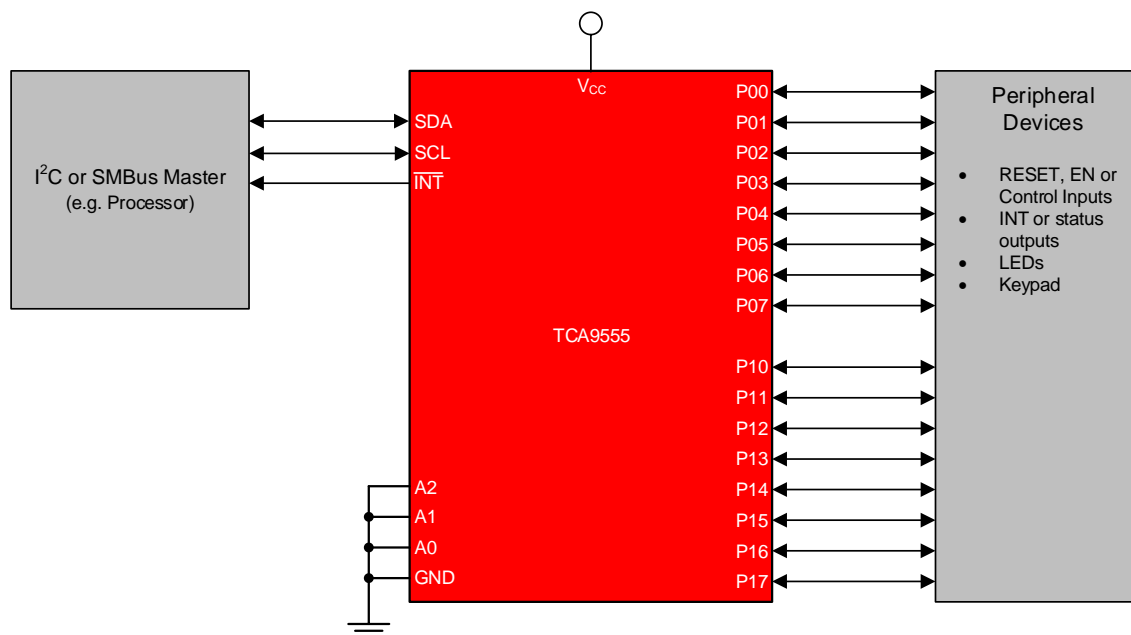 I²C or SMBus Master
(e.g. Processor)
V_CC
SDA
SCL
I̅N̅T̅
TCA9555
A2
A1
A0
GND
P00
P01
P02
P03
P04
P05
P06
P07
P10
P11
P12
P13
P14
P15
P16
P17
Peripheral
Devices
• RESET, EN or
Control Inputs
• INT or status
outputs
• LEDs
• Keypad